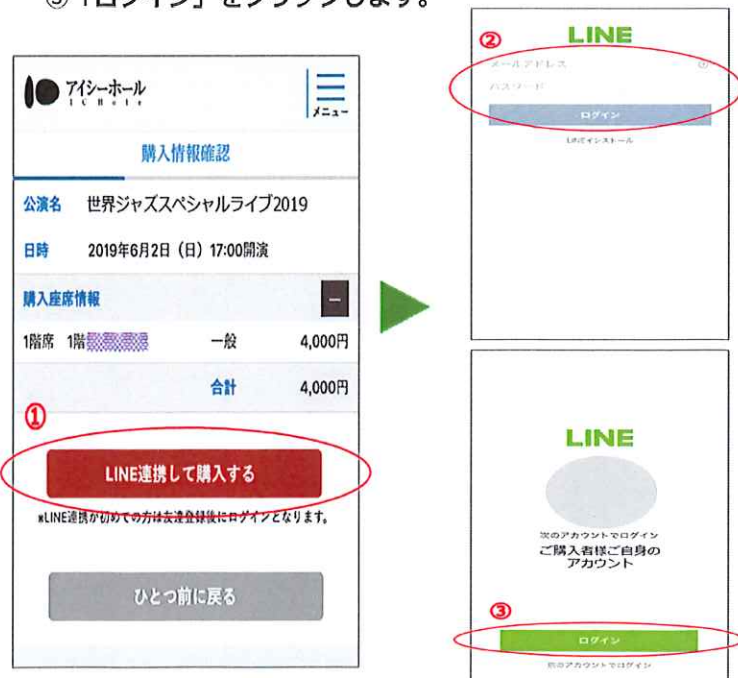 ③「ログイン」をクリックします。
アイシーホール
IC Hole
メニュー
購入情報確認
公演名 世界ジャズスペシャルライブ2019
日時 2019年6月2日（日）17:00開演
購入座席情報 −
1階席 1階 一般 4,000円
合計 4,000円
①
LINE連携して購入する
※LINE連携が初めての方は友達登録後にログインとなります。
ひとつ前に戻る
②
LINE
メールアドレス
パスワード
ログイン
LINEインストール
LINE
次のアカウントでログイン
ご購入者様ご自身の
アカウント
③
ログイン
別のアカウントでログイン